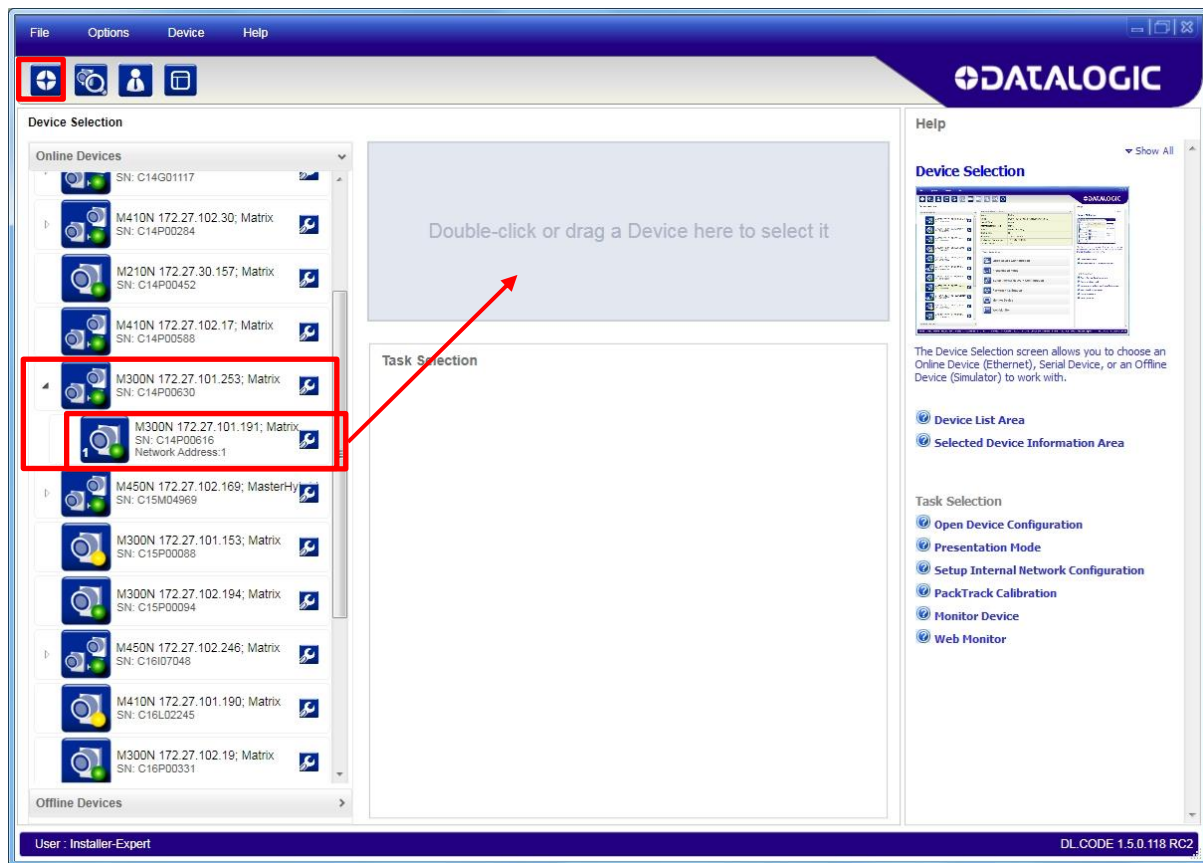 File Options Device Help
DATALOGIC
Device Selection
Online Devices
SN: C14G01117
M410N 172.27.102.30; Matrix
SN: C14P00284
M210N 172.27.30.157; Matrix
SN: C14P00452
M410N 172.27.102.17; Matrix
SN: C14P00588
M300N 172.27.101.253; Matrix
SN: C14P00630
M300N 172.27.101.191; Matrix
1
SN: C14P00616
Network Address:1
M450N 172.27.102.169; MasterHy
SN: C15M04969
M300N 172.27.101.153; Matrix
SN: C15P00088
M300N 172.27.102.194; Matrix
SN: C15P00094
M450N 172.27.102.246; Matrix
SN: C16I07048
M410N 172.27.101.190; Matrix
SN: C16L02245
M300N 172.27.102.19; Matrix
SN: C16P00331
Offline Devices
Double-click or drag a Device here to select it
Task Selection
Help
Show All
Device Selection
DATALOGIC
The Device Selection screen allows you to choose an
Online Device (Ethernet), Serial Device, or an Offline
Device (Simulator) to work with.
Device List Area
Selected Device Information Area
Task Selection
Open Device Configuration
Presentation Mode
Setup Internal Network Configuration
PackTrack Calibration
Monitor Device
Web Monitor
User : Installer-Expert
DL.CODE 1.5.0.118 RC2